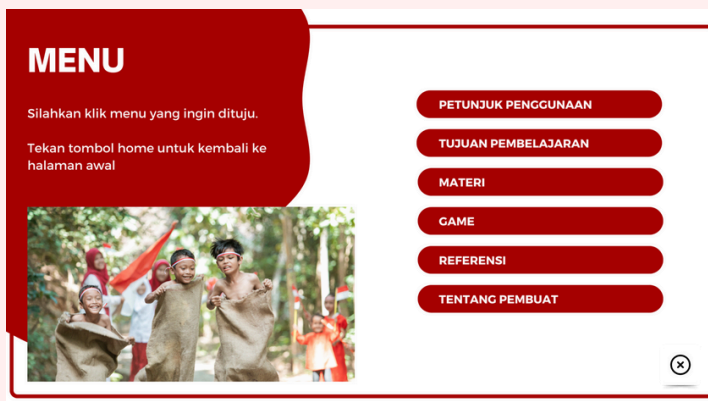 MENU
Silahkan klik menu yang ingin dituju.
Tekan tombol home untuk kembali ke
halaman awal
PETUNJUK PENGGUNAAN
TUJUAN PEMBELAJARAN
MATERI
GAME
REFERENSI
TENTANG PEMBUAT